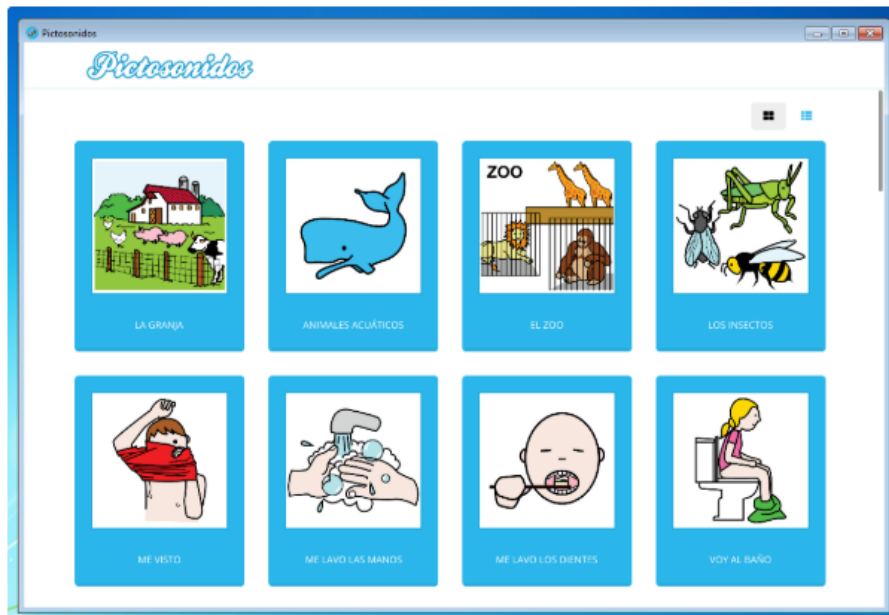 Pictosonidos
Pictosonidos
ZOO
LA GRANJA
ANIMALES ACUÁTICOS
EL ZOO
LOS INSECTOS
ME VISTO
ME LAVO LAS MANOS
ME LAVO LOS DIENTES
VOY AL BAÑO